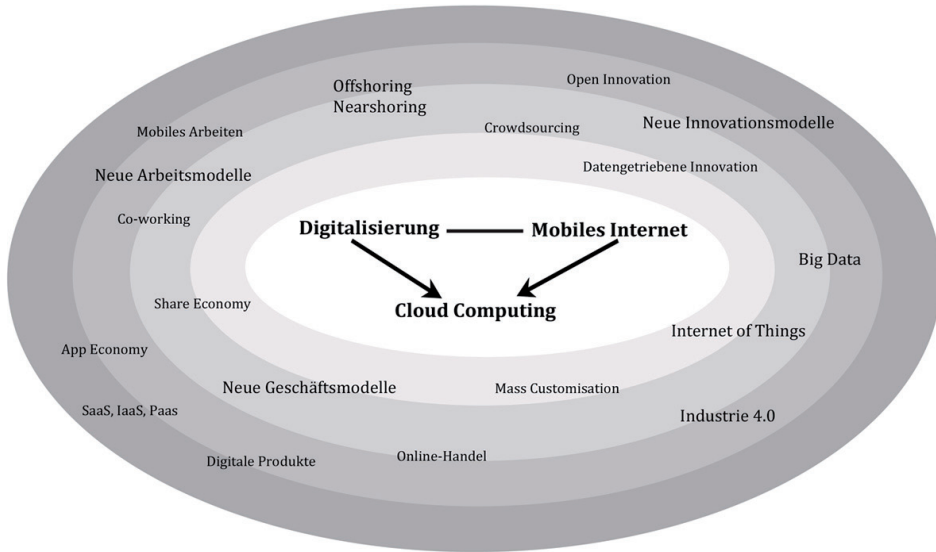 Offshoring
Nearshoring
Open Innovation
Mobiles Arbeiten
Crowdsourcing
Neue Innovationsmodelle
Neue Arbeitsmodelle
Datengetriebene Innovation
Co-working
Digitalisierung
Mobiles Internet
Big Data
Share Economy
Cloud Computing
Internet of Things
App Economy
Neue Geschäftsmodelle
Mass Customisation
SaaS, IaaS, Paas
Industrie 4.0
Digitale Produkte
Online-Handel